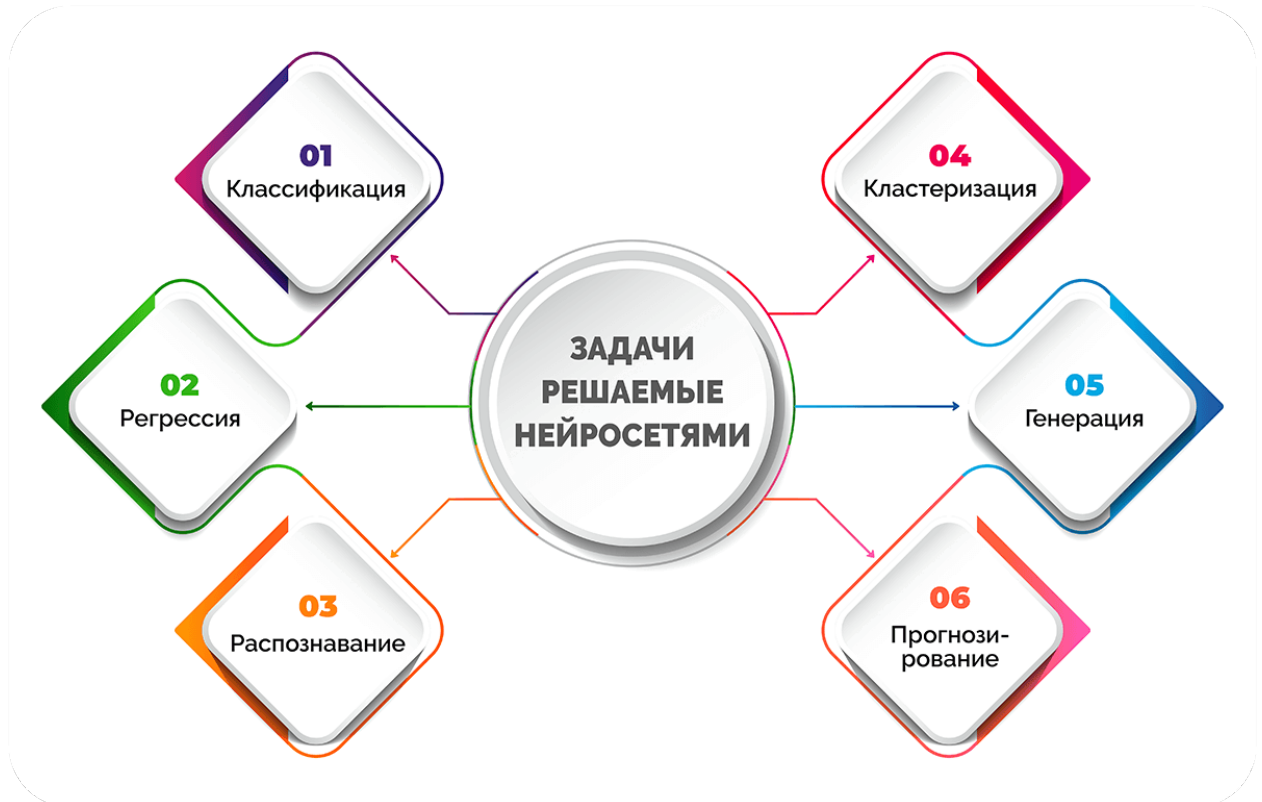 01
Классификация
02
Регрессия
03
Распознавание
ЗАДАЧИ
РЕШАЕМЫЕ
НЕЙРОСЕТЯМИ
04
Кластеризация
05
Генерация
06
Прогнози-
рование